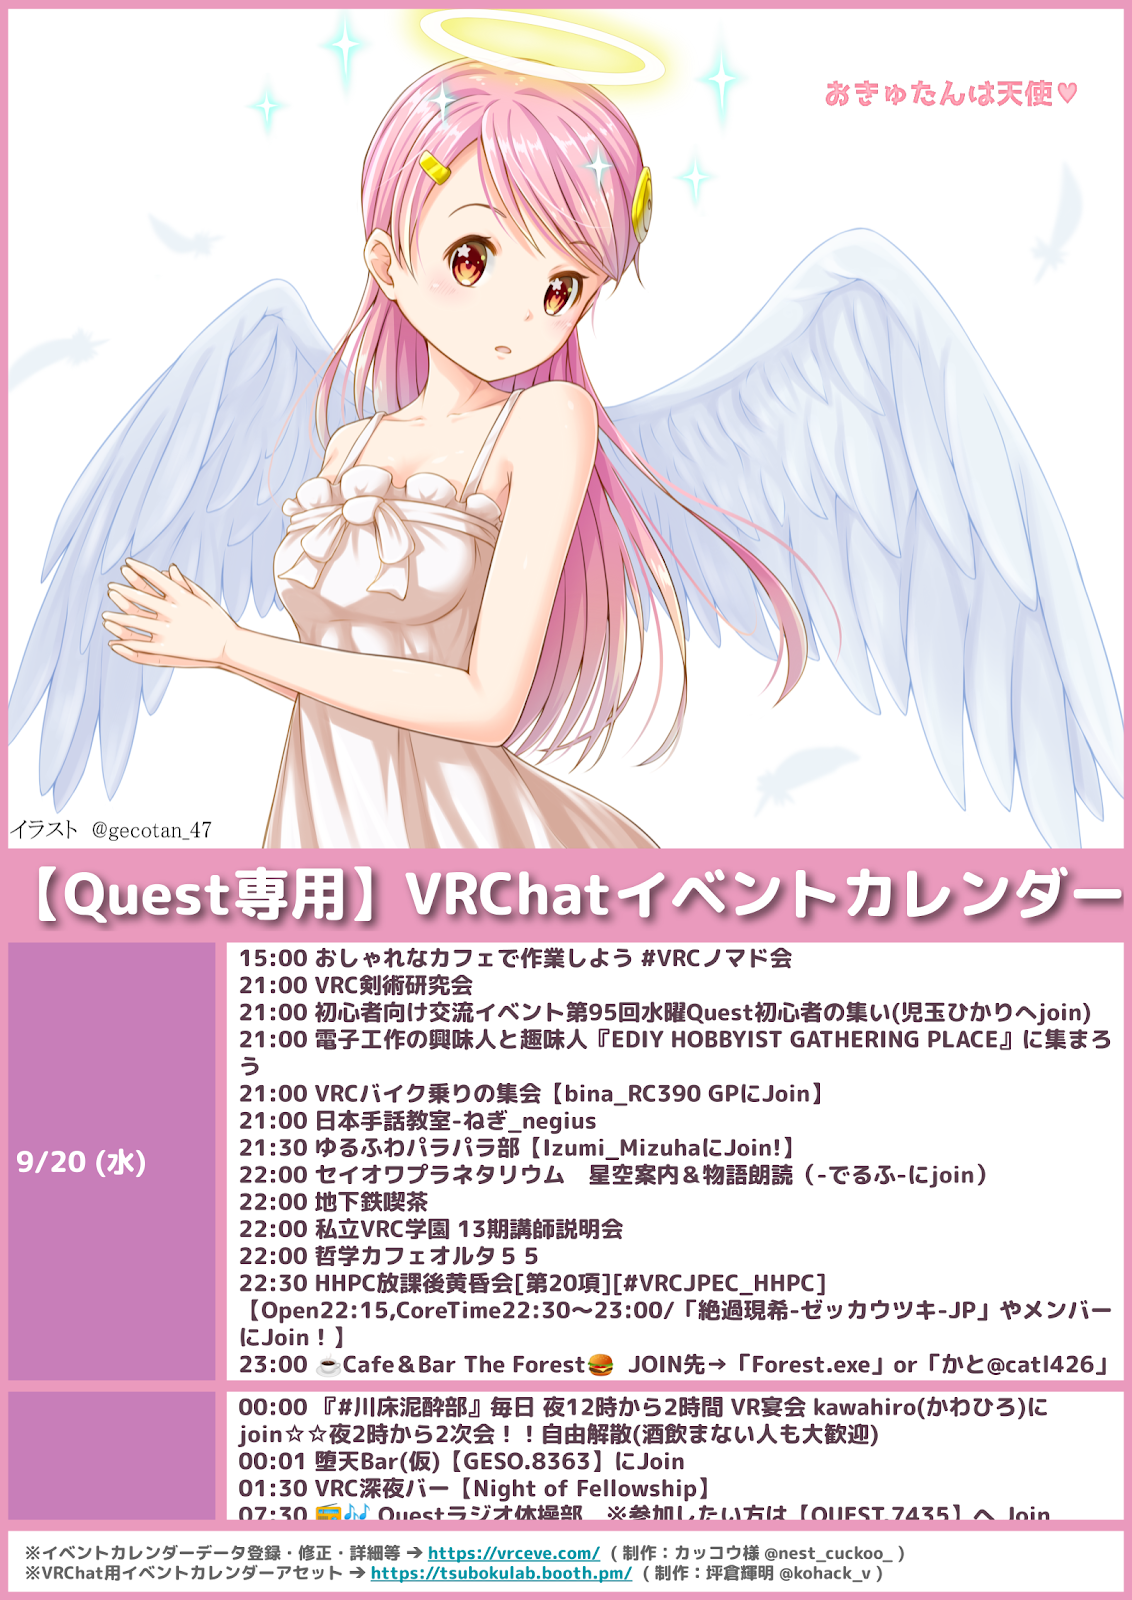 おきゅたんは天使♥
イラスト @gecotan_47
【Quest専用】VRChatイベントカレンダー
9/20 (水)
15:00 おしゃれなカフェで作業しよう #VRCノマド会
21:00 VRC剣術研究会
21:00 初心者向け交流イベント第95回水曜Quest初心者の集い(児玉ひかりへjoin)
21:00 電子工作の興味人と趣味人『EDIY HOBBYIST GATHERING PLACE』に集まろ
う
21:00 VRCバイク乗りの集会【bina_RC390 GPにJoin】
21:00 日本手話教室-ねぎ_negius
21:30 ゆるふわパラパラ部【Izumi_MizuhaにJoin!】
22:00 セイオワプラネタリウム　星空案内＆物語朗読（-でるふ-にjoin）
22:00 地下鉄喫茶
22:00 私立VRC学園 13期講師説明会
22:00 哲学カフェオルタ５５
22:30 HHPC放課後黄昏会[第20項][#VRCJPEC_HHPC]
【Open22:15,CoreTime22:30〜23:00/「絶過現希-ゼッカウツキ-JP」やメンバー
にJoin！】
23:00 ☕Cafe＆Bar The Forest🍔 JOIN先→「Forest.exe」or「かと@catl426」
00:00 『#川床泥酔部』毎日 夜12時から2時間 VR宴会 kawahiro(かわひろ)に
join☆☆夜2時から2次会！！自由解散(酒飲まない人も大歓迎)
00:01 堕天Bar(仮)【GESO.8363】にJoin
01:30 VRC深夜バー【Night of Fellowship】
07:30 📻🎶 Questラジオ体操部　※参加したい方は【QUEST.7435】へ Join
※イベントカレンダーデータ登録・修正・詳細等 ➔ https://vrceve.com/ （ 制作：カッコウ様 @nest_cuckoo_ ）
※VRChat用イベントカレンダーアセット ➔ https://tsubokulab.booth.pm/ （ 制作：坪倉輝明 @kohack_v ）